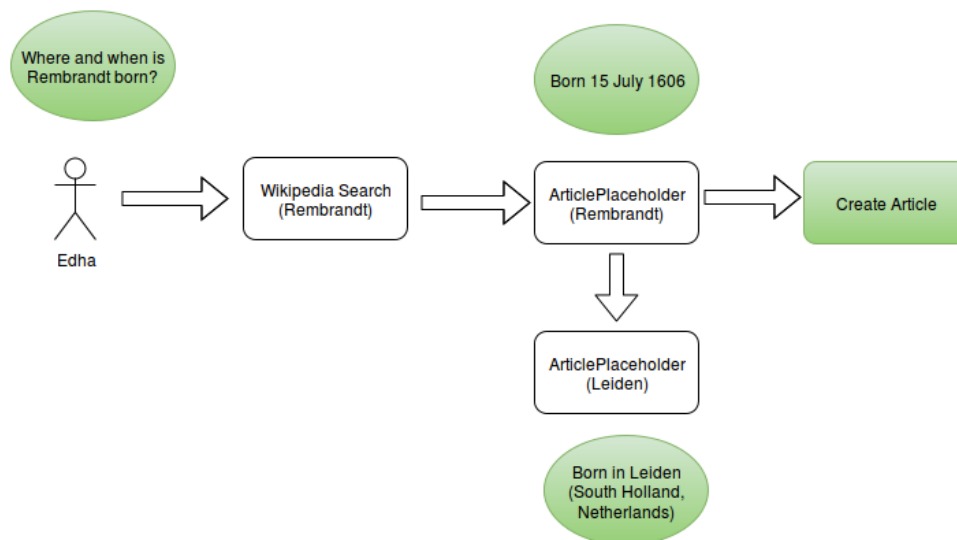 Where and when is
Rembrandt born?
Born 15 July 1606
Edha
Wikipedia Search
(Rembrandt)
ArticlePlaceholder
(Rembrandt)
Create Article
ArticlePlaceholder
(Leiden)
Born in Leiden
(South Holland,
Netherlands)